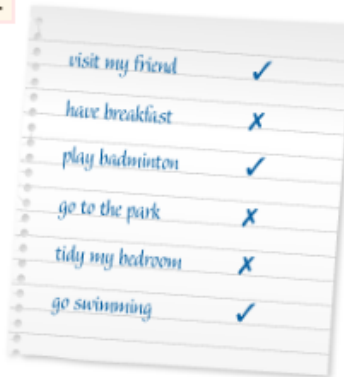 visit my friend ✓
have breakfast ✗
play badminton ✓
go to the park ✗
tidy my bedroom ✗
go swimming ✓